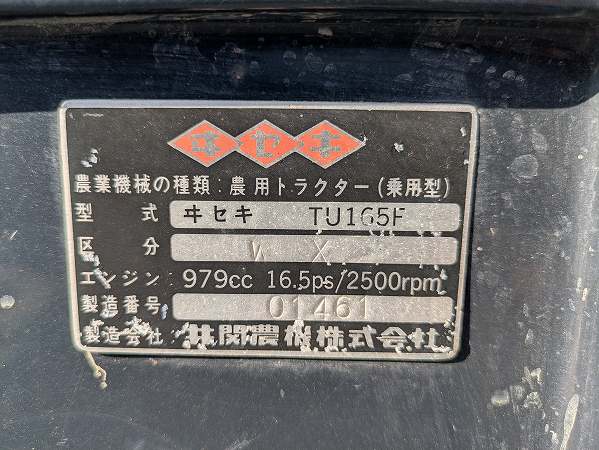 ヰセキ
農業機械の種類:農用トラクター(乗用型)
型式 ヰセキ TU165F
区分 W X
エンジン:979cc 16.5ps/2500rpm
製造番号 01461
製造会社:井関農機株式会社